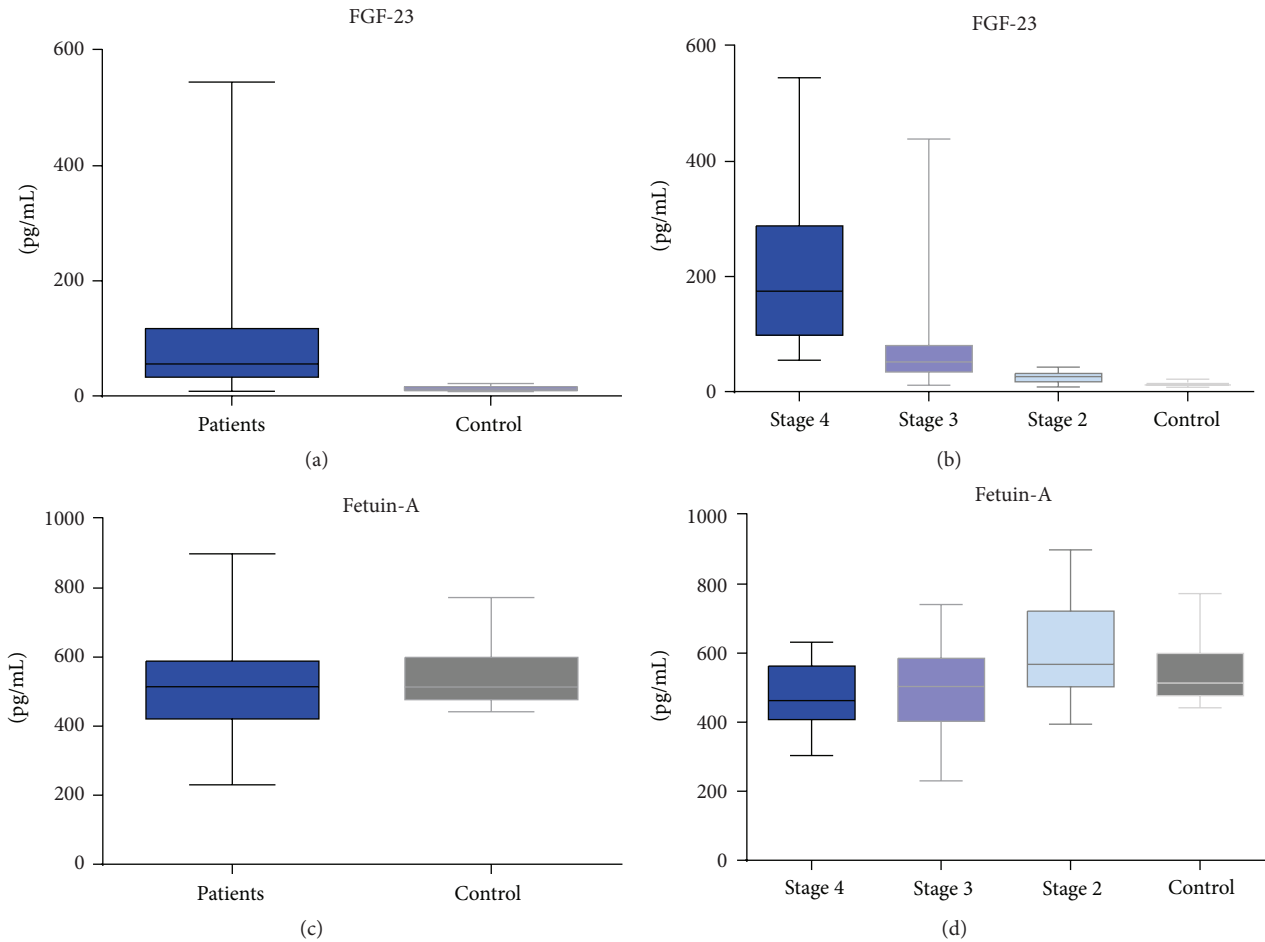 FGF-23
600
400
200
0
(pg/mL)
Patients
Control
(a)
FGF-23
600
400
200
0
(pg/mL)
Stage 4
Stage 3
Stage 2
Control
(b)
Fetuin-A
1000
800
600
400
200
0
(pg/mL)
Patients
Control
(c)
Fetuin-A
1000
800
600
400
200
0
(pg/mL)
Stage 4
Stage 3
Stage 2
Control
(d)